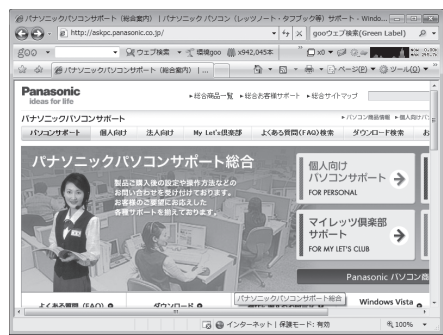 パナソニックパソコンサポート (総合案内) | パナソニック パソコン (レッツノート・タフブック等) サポート - Windo...
http://askpc.panasonic.co.jp/
gooウェブ検索(Green Label)
goo
ウェブ検索
環境goo
x942,045本
x0
パナソニックパソコンサポート (総合案内) | ...
ページ(P)
ツール(O)
Panasonic
ideas for life
総合商品一覧
総合お客様サポート
総合サイトマップ
パナソニックパソコンサポート
パソコン商品情報
パソコンサポート
個人向け
法人向け
My Let's倶楽部
よくある質問(FAQ)検索
ダウンロード検索
パナソニックパソコンサポート総合
製品ご購入後の設定や操作方法などの
お問い合わせを受け付けております。
お客様のご要望にお応えした
各種サポートを揃えております。
個人向け
パソコンサポート
FOR PERSONAL
マイレッツ倶楽部
サポート
FOR MY LET'S CLUB
Panasonic パソコン商
よくある質問 (FAQ)
ダウンロード
パナソニックパソコンサポート総合
Windows Vista
インターネット | 保護モード: 有効
100%